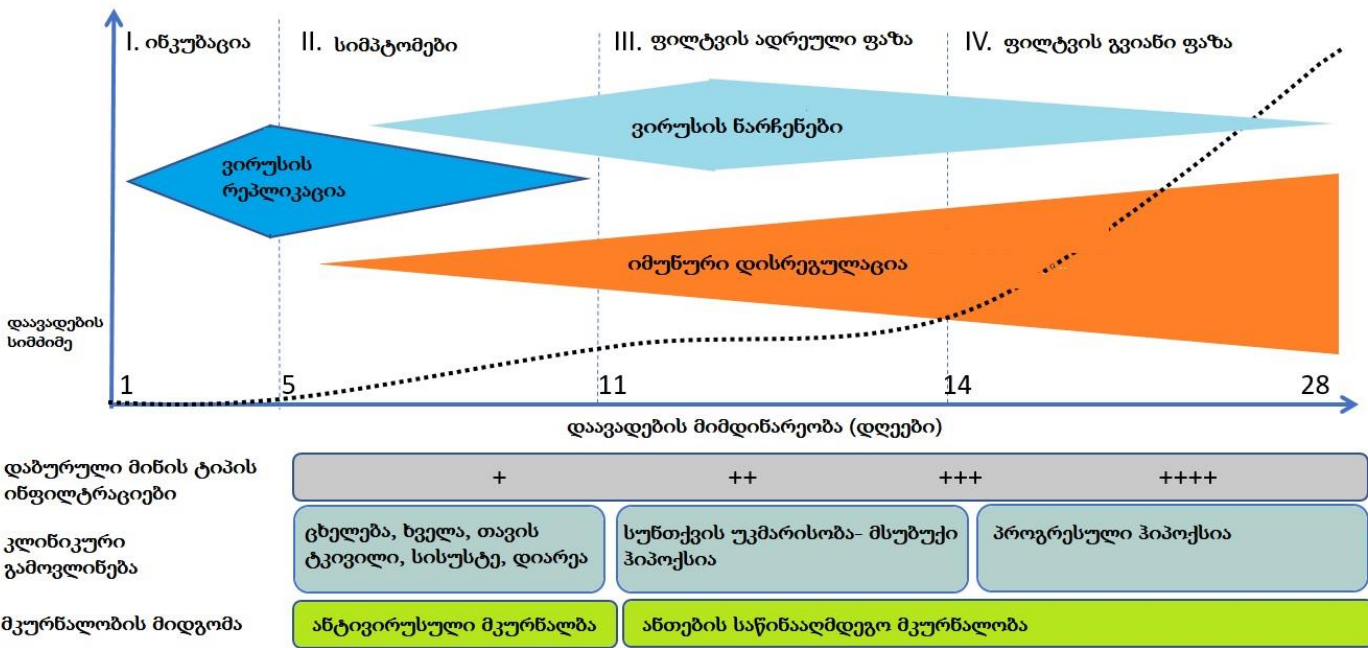 I. ინკუბაცია
II. სიმპტომები
III. ფილტვის ადრეული ფაზა
IV. ფილტვის გვიანი ფაზა
ვირუსის ნარჩენები
ვირუსის
რეპლიკაცია
იმუნური დისრეგულაცია
დაავადების
სიმძიმე
1
5
11
14
28
დაავადების მიმდინარეობა (დღეები)
დაბურული მინის ტიპის
ინფილტრაციები
+
++
+++
++++
კლინიკური
გამოვლინება
ცხელება, ხველა, თავის
ტკივილი, სისუსტე, დიარეა
სუნთქვის უკმარისობა- მსუბუქი
ჰიპოქსია
პროგრესული ჰიპოქსია
მკურნალობის მიდგომა
ანტივირუსული მკურნალბა
ანთების საწინააღმდეგო მკურნალობა